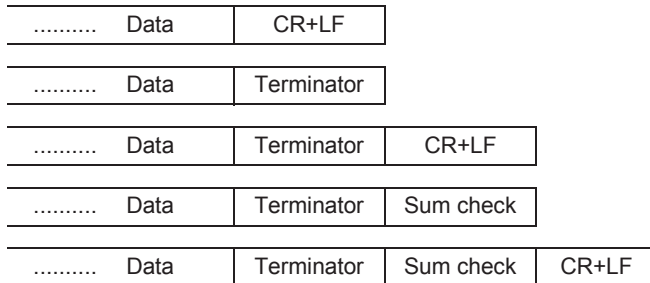 .......... Data CR+LF
.......... Data Terminator
.......... Data Terminator CR+LF
.......... Data Terminator Sum check
.......... Data Terminator Sum check CR+LF